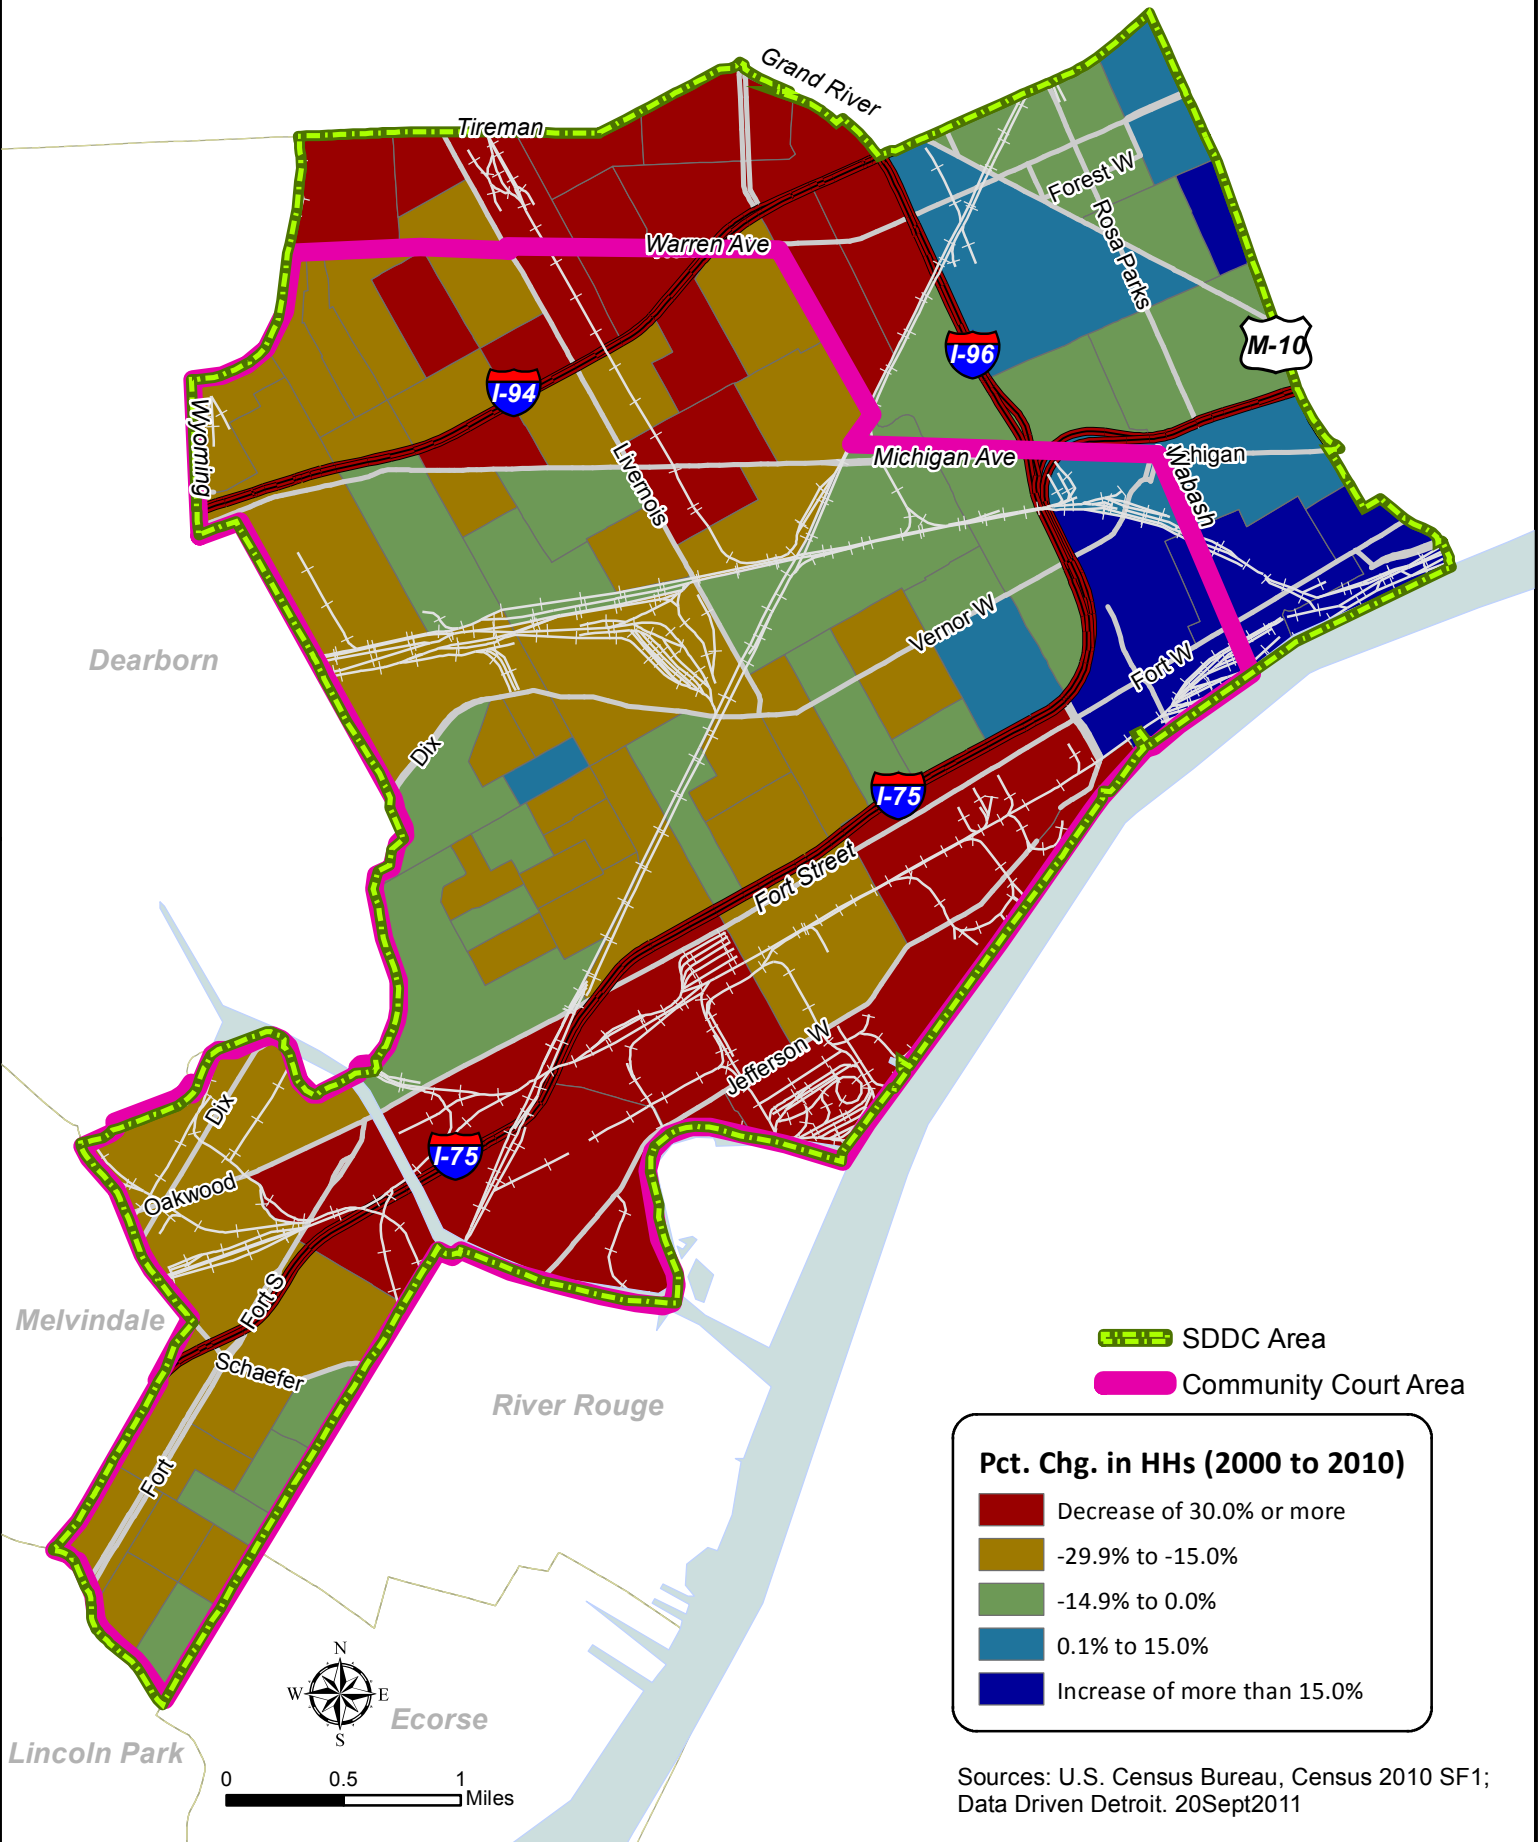 Grand River
Tireman
Forest W
Rosa Parks
Warren Ave
M-10
I-96
I-94
Wyoming
Livernois
Michigan Ave
chigan
Wabash
Vernor W
Dearborn
Fort W
Dix
I-75
Fort Street
Jefferson W
Dix
I-75
Oakwood
Fort S
Melvindale
Schaefer
SDDC Area
Community Court Area
River Rouge
Fort
Pct. Chg. in HHs (2000 to 2010)
Decrease of 30.0% or more
-29.9% to -15.0%
-14.9% to 0.0%
0.1% to 15.0%
Increase of more than 15.0%
N
W E
S
Ecorse
Lincoln Park
0 0.5 1
Miles
Sources: U.S. Census Bureau, Census 2010 SF1;
Data Driven Detroit. 20Sept2011